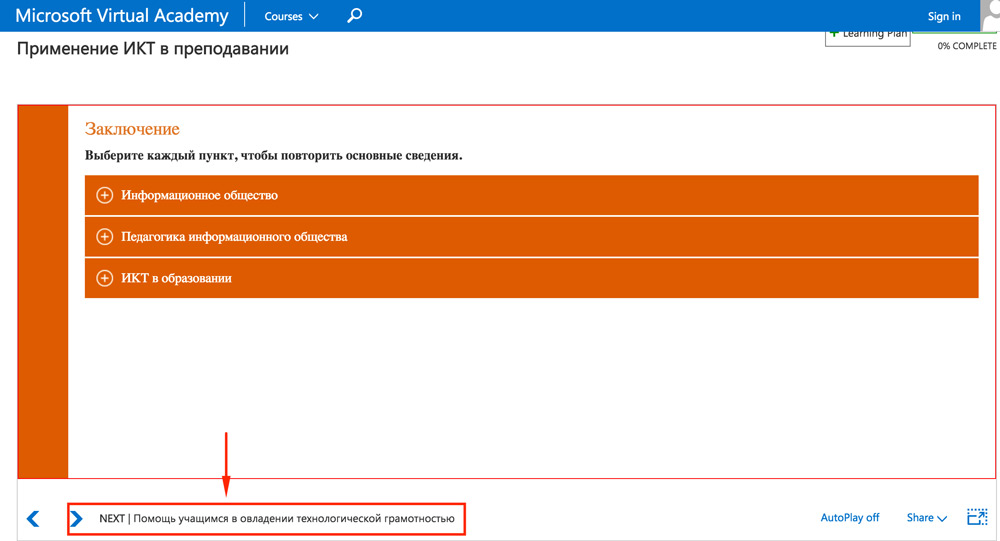 Microsoft Virtual Academy Courses Sign in
Применение ИКТ в преподавании
Learning Plan
0% COMPLETE
Заключение
Выберите каждый пункт, чтобы повторить основные сведения.
Информационное общество
Педагогика информационного общества
ИКТ в образовании
NEXT | Помощь учащимся в овладении технологической грамотностью AutoPlay off Share